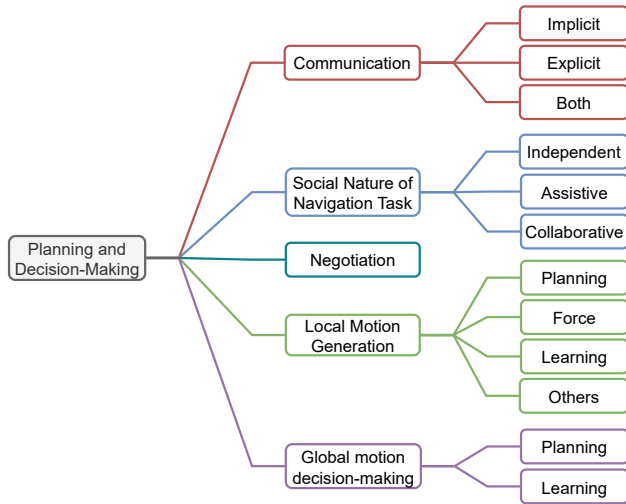 Planning and
Decision-Making
Communication
Implicit
Explicit
Both
Social Nature of
Navigation Task
Independent
Assistive
Collaborative
Negotiation
Local Motion
Generation
Planning
Force
Learning
Others
Global motion
decision-making
Planning
Learning